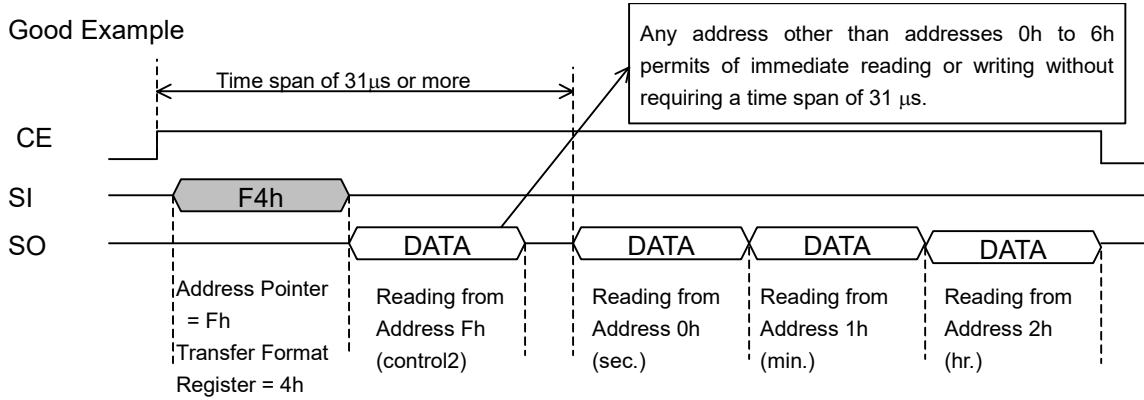 Good Example
Any address other than addresses 0h to 6h
permits of immediate reading or writing without
requiring a time span of 31 μs.
Time span of 31μs or more
CE
SI
F4h
SO
DATA
DATA
DATA
DATA
Address Pointer
= Fh
Transfer Format
Register = 4h
Reading from
Address Fh
(control2)
Reading from
Address 0h
(sec.)
Reading from
Address 1h
(min.)
Reading from
Address 2h
(hr.)